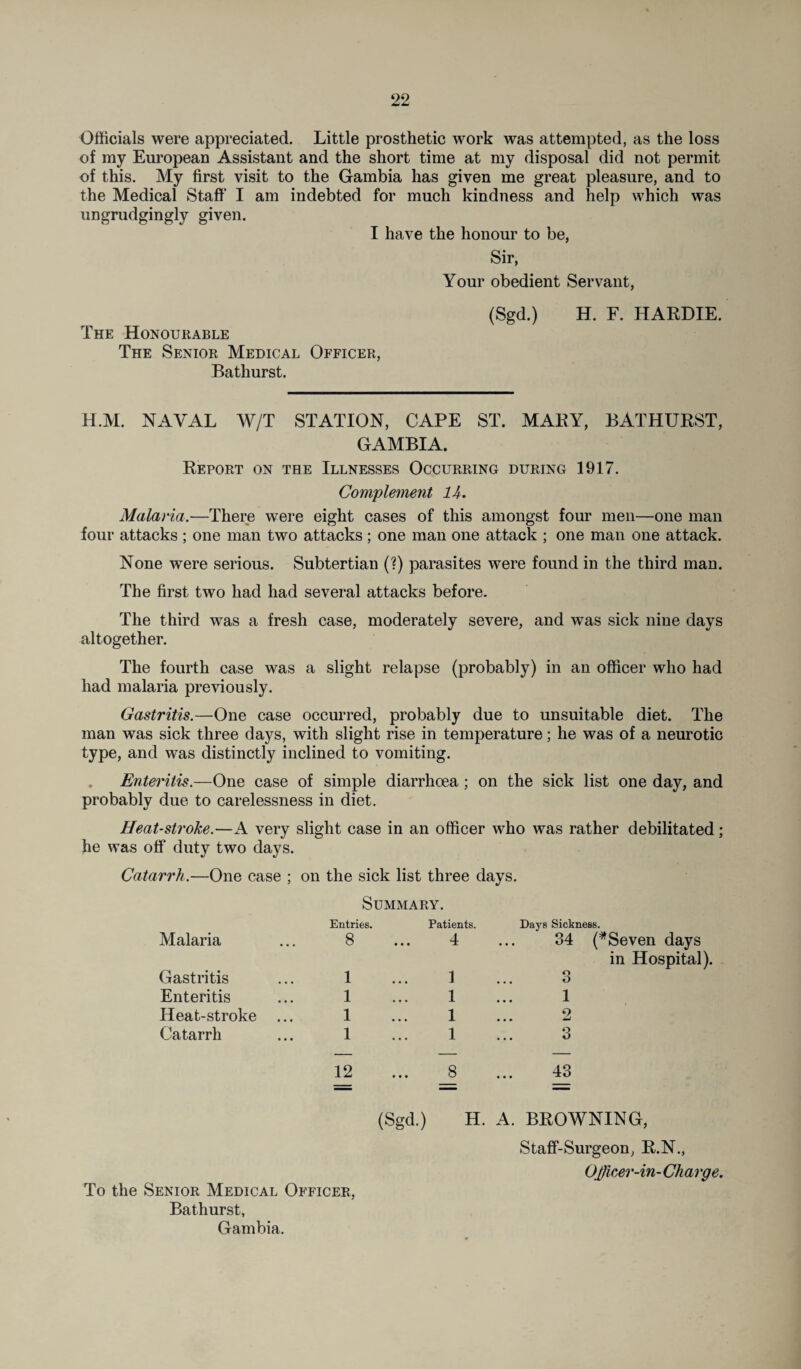 22
Officials were appreciated. Little prosthetic work was attempted, as the loss
of my European Assistant and the short time at my disposal did not permit
of this. My first visit to the Gambia has given me great pleasure, and to
the Medical Staff I am indebted for much kindness and help which was
ungrudgingly given.
I have the honour to be,
Sir,
Your obedient Servant,
(Sgd.) H. F. HARDIE.
The Honourable
The Senior Medical Officer,
Bathurst.
H.M. NAVAL W/T STATION, CAPE ST. MARY, BATHURST,
GAMBIA.
Report on the Illnesses Occurring during 1917.
Complement 14.
Malaria.—There were eight cases of this amongst four men—one man
four attacks ; one man two attacks ; one man one attack ; one man one attack.
None were serious. Subtertian (?) parasites were found in the third man.
The first two had had several attacks before.
The third was a fresh case, moderately severe, and was sick nine days
altogether.
The fourth case was a slight relapse (probably) in an officer who had
had malaria previously.
Gastritis.—One case occurred, probably due to unsuitable diet. The
man was sick three days, with slight rise in temperature ; he was of a neurotic
type, and was distinctly inclined to vomiting.
Enteritis.—One case of simple diarrhœa ; on the sick list one day, and
probably due to carelessness in diet.
Heat-stroke.—A very slight case in an officer who was rather debilitated ;
he was off duty two days.
Catarrh.—One case ; on the sick list three days.
Summary.
Entries. Patients. Days Sickness.
Malaria ... 8 ... 4 ... 34 (*Seven days
in Hospital).
Gastritis ... 1 ... 1 ... 3
Enteritis ... 1 ... 1 ... 1
Heat-stroke ... 1 ... 1 ... 2
Catarrh ... 1 ... 1 ... 3
12 ... 8 ... 43
(Sgd.) H. A. BROWNING,
Staff-Surgeon, R.N.,
Officer-in-Charge.
To the Senior Medical Officer,
Bathurst,
Gambia.